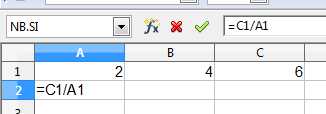 NB.SI =C1/A1
A B C
1 2 4 6
2 =C1/A1